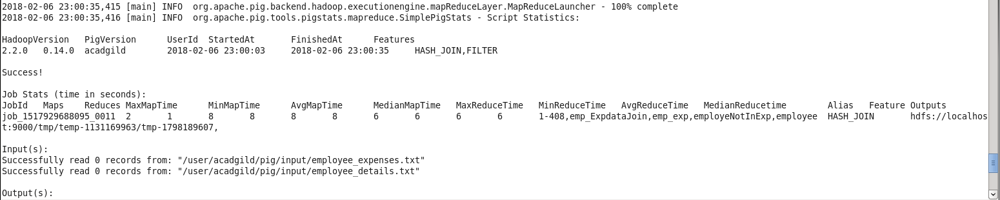 2018-02-06 23:00:35,415 [main] INFO  org.apache.pig.backend.hadoop.executionengine.mapReduceLayer.MapReduceLauncher - 100% complete
2018-02-06 23:00:35,416 [main] INFO  org.apache.pig.tools.pigstats.mapreduce.SimplePigStats - Script Statistics:
HadoopVersion   PigVersion      UserId  StartedAt       FinishedAt      Features
2.2.0   0.14.0  acadgild        2018-02-06 23:00:03     2018-02-06 23:00:35     HASH_JOIN,FILTER
Success!
Job Stats (time in seconds):
JobId   Maps    Reduces MaxMapTime      MinMapTime      AvgMapTime      MedianMapTime   MaxReduceTime   MinReduceTime   AvgReduceTime   MedianReducetime        Alias   Feature Outputs
job_1517929688095_0011  2       1       8       8       8       8       6       6       6       6       1-408,emp_ExpdataJoin,emp_exp,employeNotInExp,employee  HASH_JOIN       hdfs://localhos
t:9000/tmp/temp-1131169963/tmp-1798189607,
Input(s):
Successfully read 0 records from: "/user/acadgild/pig/input/employee_expenses.txt"
Successfully read 0 records from: "/user/acadgild/pig/input/employee_details.txt"
Output(s):